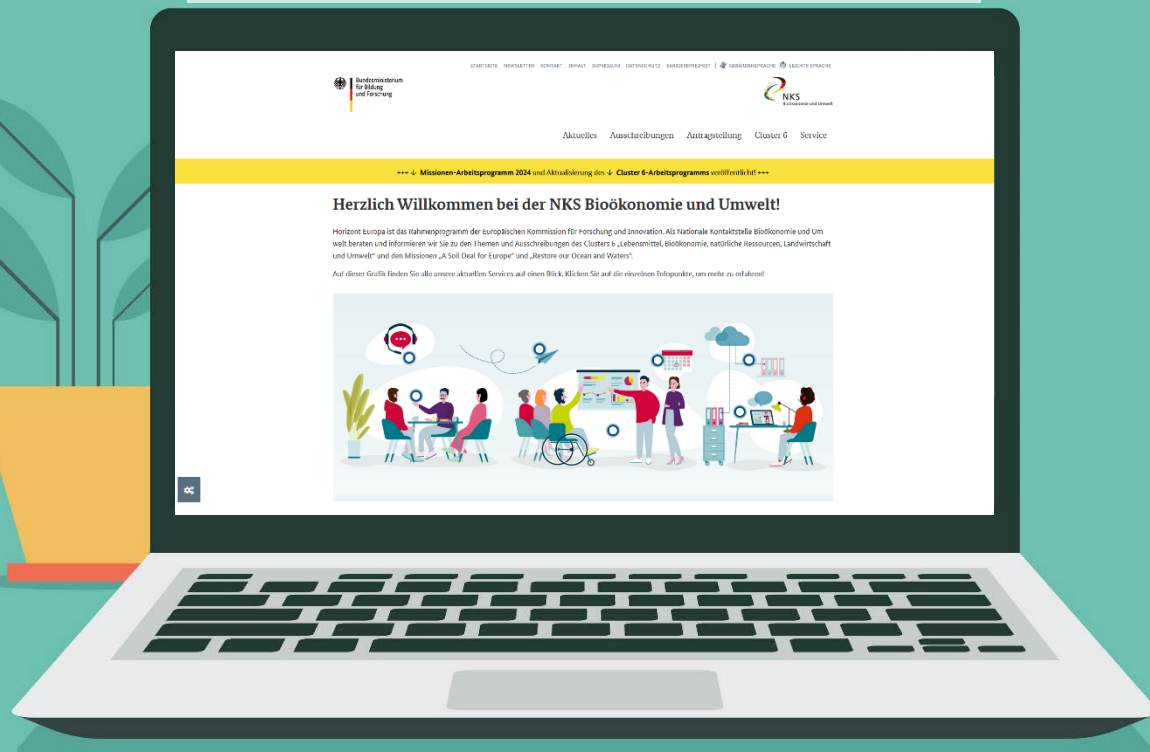 STARTSEITE NEWSLETTER KONTAKT INHALT IMPRESSUM DATENSCHUTZ BARRIEREFREIHEIT | GEBÄRDENSPRACHE LEICHTE SPRACHE
Bundesministerium
für Bildung
und Forschung
NKS
Bioökonomie und Umwelt
Aktuelles Ausschreibungen Antragstellung Cluster 6 Service
+++ ↓ Missionen-Arbeitsprogramm 2024 und Aktualisierung des ↓ Cluster 6-Arbeitsprogramms veröffentlicht! +++
Herzlich Willkommen bei der NKS Bioökonomie und Umwelt!
Horizont Europa ist das Rahmenprogramm der Europäischen Kommission für Forschung und Innovation. Als Nationale Kontaktstelle Bioökonomie und Um
welt beraten und informieren wir Sie zu den Themen und Ausschreibungen des Clusters 6 „Lebensmittel, Bioökonomie, natürliche Ressourcen, Landwirtschaft
und Umwelt“ und den Missionen „A Soil Deal for Europe“ und „Restore our Ocean and Waters“.
Auf dieser Grafik finden Sie alle unsere aktuellen Services auf einen Blick. Klicken Sie auf die einzelnen Infopunkte, um mehr zu erfahren!